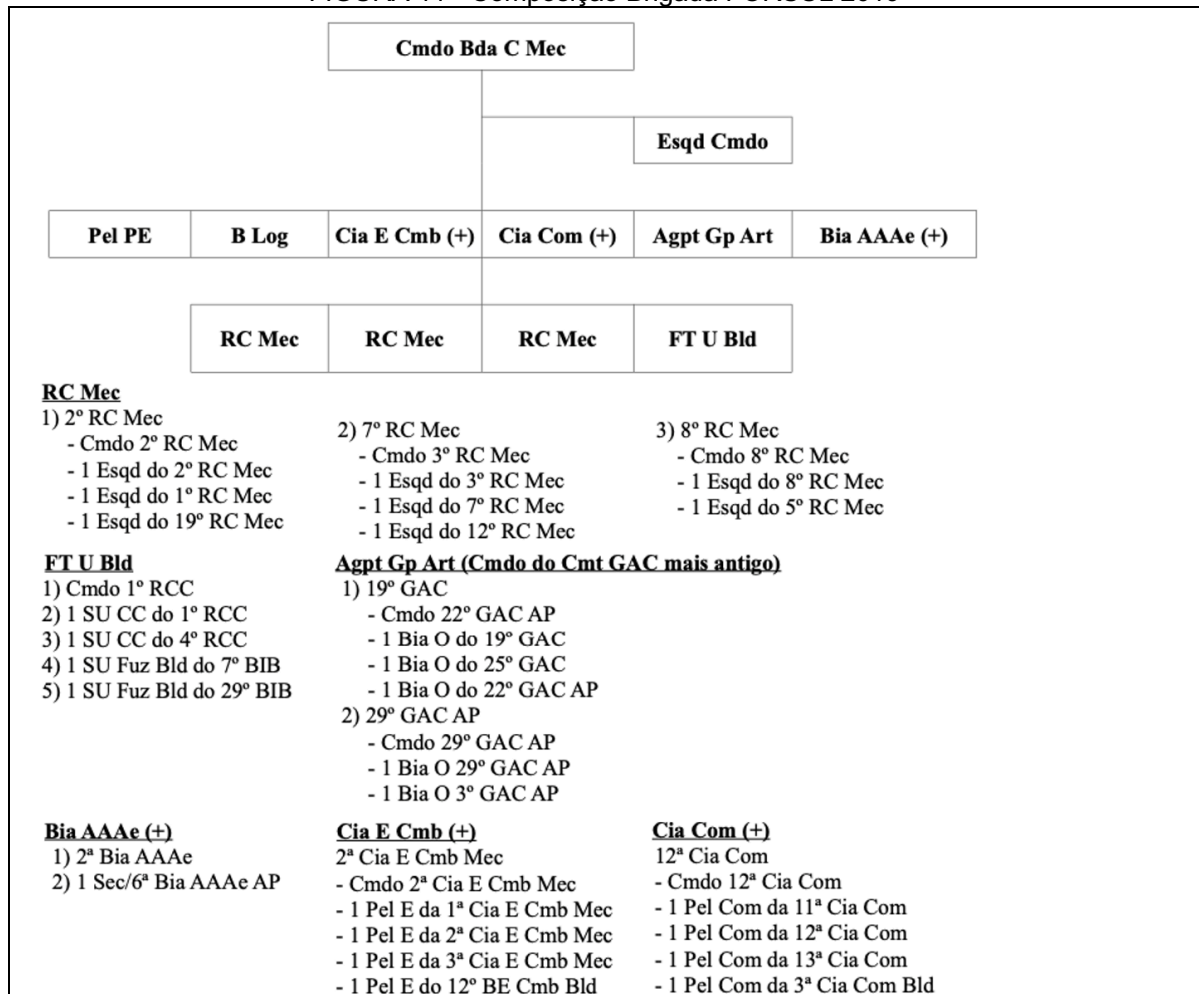 Cmdo Bda C Mec
Esqd Cmdo
Pel PE
B Log
Cia E Cmb (+)
Cia Com (+)
Agpt Gp Art
Bia AAAe (+)
RC Mec
RC Mec
RC Mec
FT U Bld
RC Mec
1) 2º RC Mec
- Cmdo 2º RC Mec
- 1 Esqd do 2º RC Mec
- 1 Esqd do 1º RC Mec
- 1 Esqd do 19º RC Mec
2) 7º RC Mec
- Cmdo 3º RC Mec
- 1 Esqd do 3º RC Mec
- 1 Esqd do 7º RC Mec
- 1 Esqd do 12º RC Mec
3) 8º RC Mec
- Cmdo 8º RC Mec
- 1 Esqd do 8º RC Mec
- 1 Esqd do 5º RC Mec
FT U Bld
1) Cmdo 1º RCC
2) 1 SU CC do 1º RCC
3) 1 SU CC do 4º RCC
4) 1 SU Fuz Bld do 7º BIB
5) 1 SU Fuz Bld do 29º BIB
Agpt Gp Art (Cmdo do Cmt GAC mais antigo)
1) 19º GAC
- Cmdo 22º GAC AP
- 1 Bia O do 19º GAC
- 1 Bia O do 25º GAC
- 1 Bia O do 22º GAC AP
2) 29º GAC AP
- Cmdo 29º GAC AP
- 1 Bia O 29º GAC AP
- 1 Bia O 3º GAC AP
Bia AAAe (+)
1) 2ª Bia AAAe
2) 1 Sec/6ª Bia AAAe AP
Cia E Cmb (+)
2ª Cia E Cmb Mec
- Cmdo 2ª Cia E Cmb Mec
- 1 Pel E da 1ª Cia E Cmb Mec
- 1 Pel E da 2ª Cia E Cmb Mec
- 1 Pel E da 3ª Cia E Cmb Mec
- 1 Pel E do 12º BE Cmb Bld
Cia Com (+)
12ª Cia Com
- Cmdo 12ª Cia Com
- 1 Pel Com da 11ª Cia Com
- 1 Pel Com da 12ª Cia Com
- 1 Pel Com da 13ª Cia Com
- 1 Pel Com da 3ª Cia Com Bld